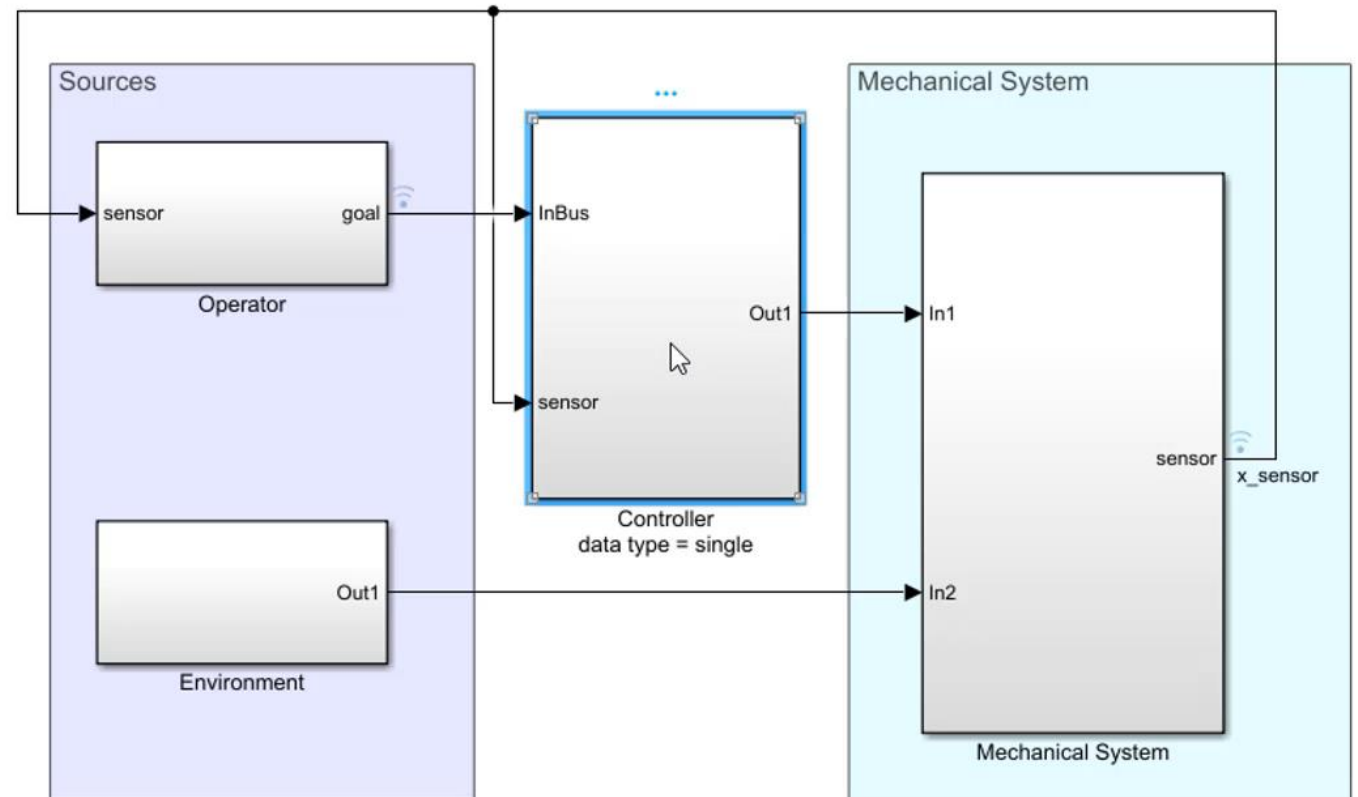 Sources
Mechanical System
...
sensor
goal
InBus
Operator
Out1
In1
sensor
sensor
x_sensor
Controller
data type = single
Out1
In2
Environment
Mechanical System